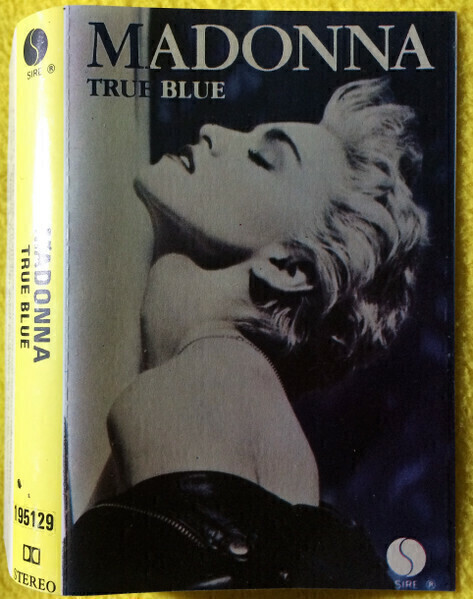 SIRE ®
MADONNA
TRUE BLUE
195129
STEREO
MADONNA
TRUE BLUE
SIRE ®